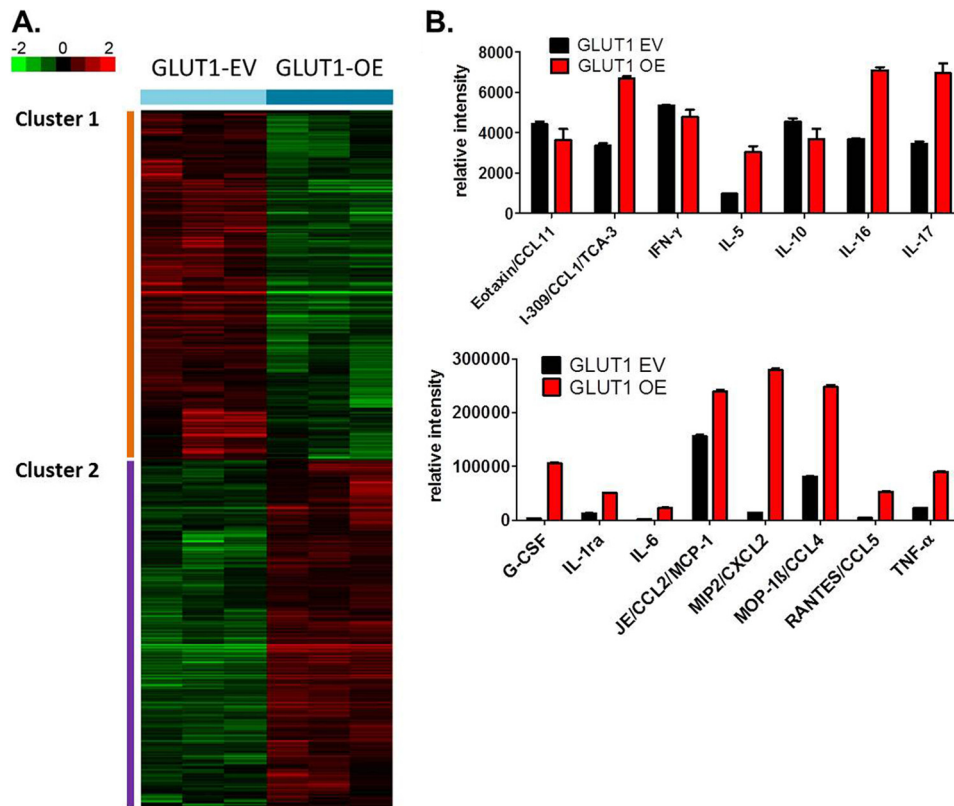 A.
-2 0 2
GLUT1-EV GLUT1-OE
Cluster 1
Cluster 2
B.
GLUT1 EV
GLUT1 OE
relative intensity
8000
6000
4000
2000
0
Eotaxin/CCL11
I-309/CCL1/TCA-3
IFN-γ
IL-5
IL-10
IL-16
IL-17
GLUT1 EV
GLUT1 OE
relative intensity
300000
200000
100000
0
G-CSF
IL-1ra
IL-6
JE/CCL2/MCP-1
MIP2/CXCL2
MOP-1ß/CCL4
RANTES/CCL5
TNF-α